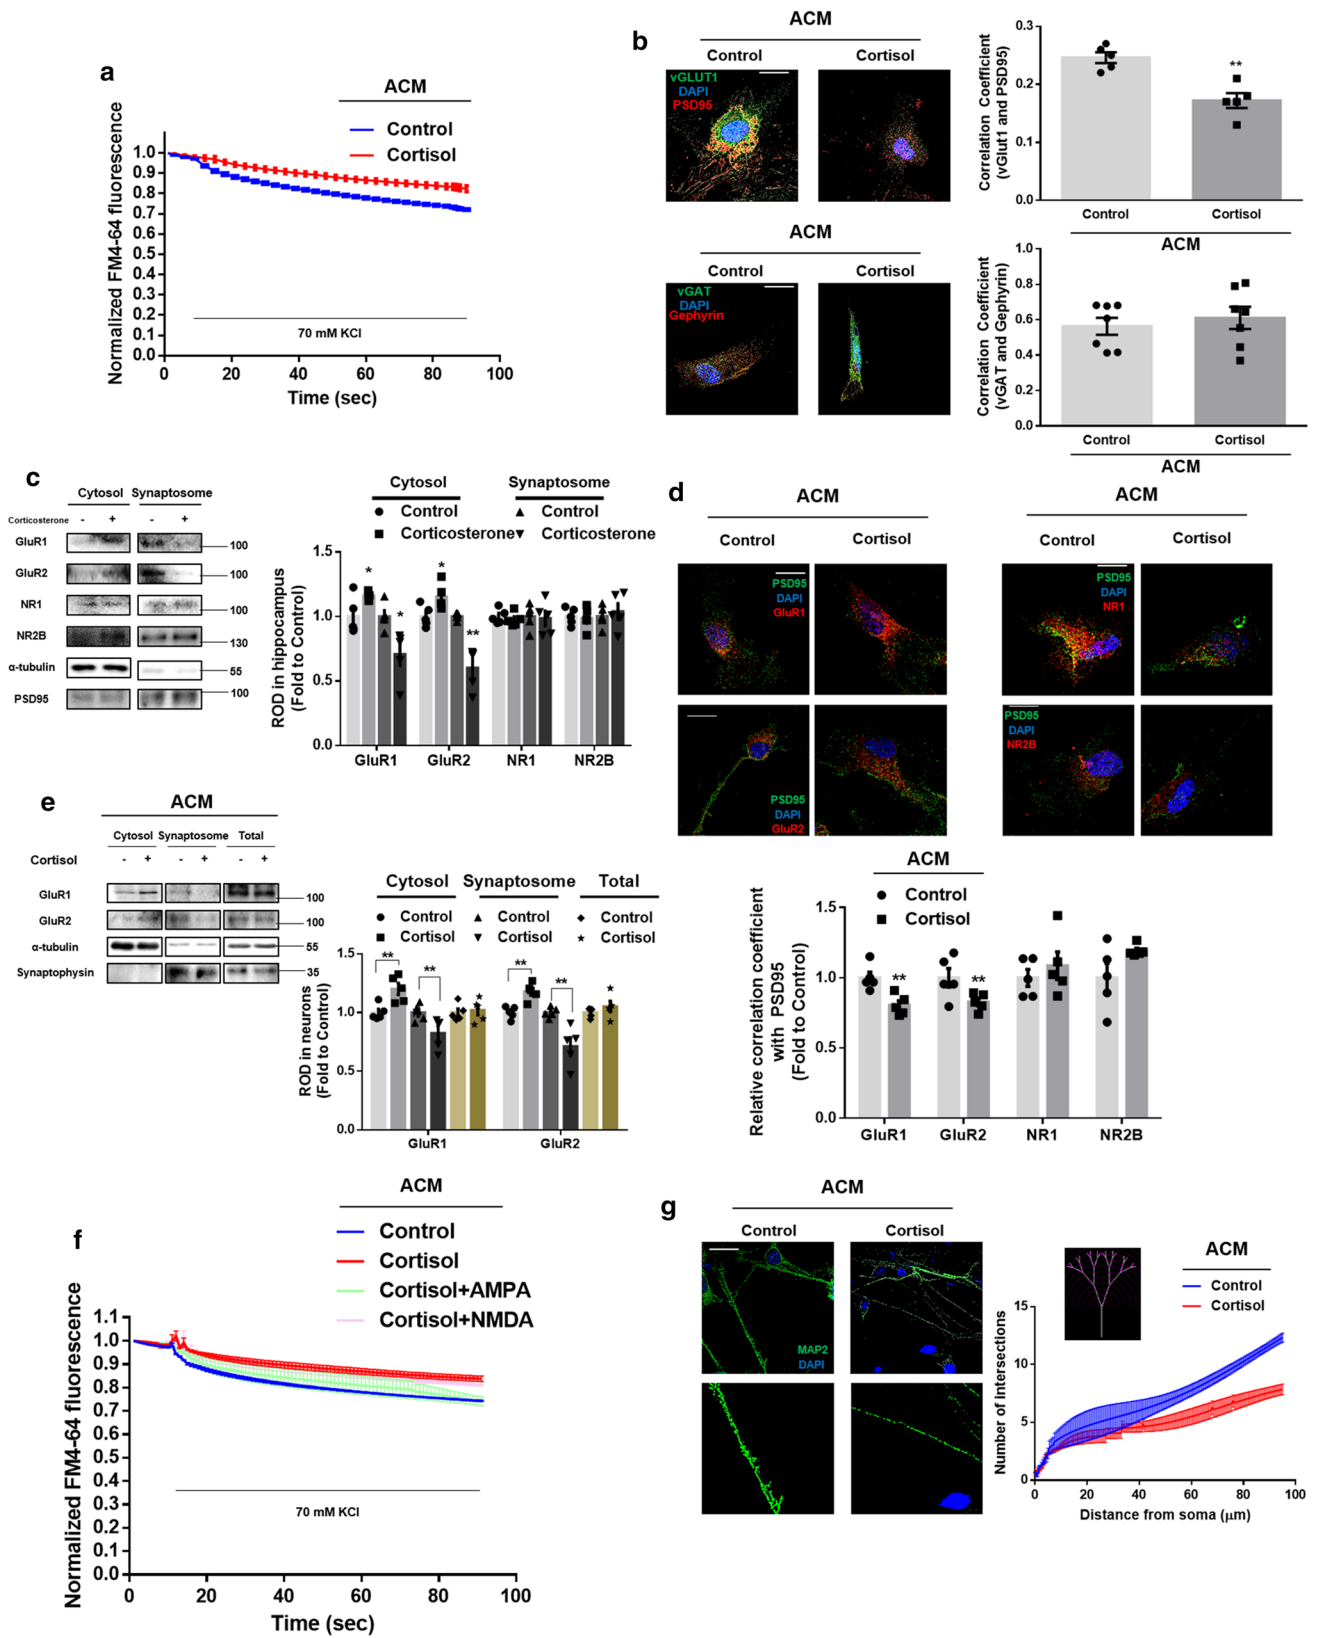 a
ACM
Control
Cortisol
Normalized FM4-64 fluorescence
1.0
0.9
0.8
0.7
0.6
0.5
0.4
0.3
0.2
0.1
0.0
70 mM KCl
0 20 40 60 80 100
Time (sec)
b
ACM
Control Cortisol
vGLUT1
DAPI
PSD95
Correlation Coefficient
(vGlut1 and PSD95)
0.3
0.2
0.1
0.0
**
Control Cortisol
ACM
ACM
Control Cortisol
vGAT
DAPI
Gephyrin
Correlation Coefficient
(vGAT and Gephyrin)
1.0
0.8
0.6
0.4
0.2
0.0
Control Cortisol
ACM
c
Cytosol Synaptosome
Corticosterone - + - +
GluR1 100
GluR2 100
NR1 100
NR2B 130
α-tubulin 55
PSD95 100
Cytosol Synaptosome
Control Control
Corticosterone Corticosterone
ROD in hippocampus
(Fold to Control)
1.5
1.0
0.5
0.0
* * * **
GluR1 GluR2 NR1 NR2B
d
ACM ACM
Control Cortisol Control Cortisol
PSD95
DAPI
GluR1
PSD95
DAPI
NR1
PSD95
DAPI
GluR2
PSD95
DAPI
NR2B
ACM
Control
Cortisol
Relative correlation coefficient
with PSD95
(Fold to Control)
1.5
1.0
0.5
0.0
** **
GluR1 GluR2 NR1 NR2B
e
ACM
Cytosol Synaptosome Total
Cortisol - + - + - +
GluR1 100
GluR2 100
α-tubulin 55
Synaptophysin 35
Cytosol Synaptosome Total
Control Control Control
Cortisol Cortisol Cortisol
ROD in neurons
(Fold to Control)
1.5
1.0
0.5
0.0
** ** ** **
GluR1 GluR2
f
ACM
Control
Cortisol
Cortisol+AMPA
Cortisol+NMDA
Normalized FM4-64 fluorescence
1.1
1.0
0.9
0.8
0.7
0.6
0.5
0.4
0.3
0.2
0.1
0.0
70 mM KCl
0 20 40 60 80 100
Time (sec)
g
ACM
Control Cortisol
MAP2
DAPI
ACM
Control
Cortisol
Number of intersections
15
10
5
0
0 20 40 60 80 100
Distance from soma (μm)